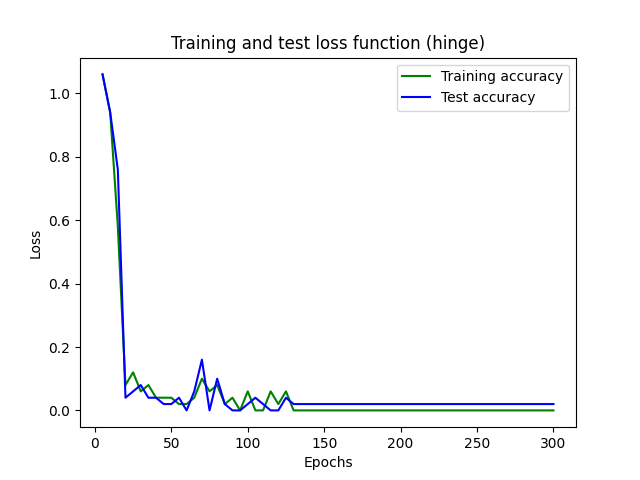 Training and test loss function (hinge)
Training accuracy
Test accuracy
1.0
0.8
0.6
0.4
0.2
0.0
Loss
0
50
100
150
200
250
300
Epochs